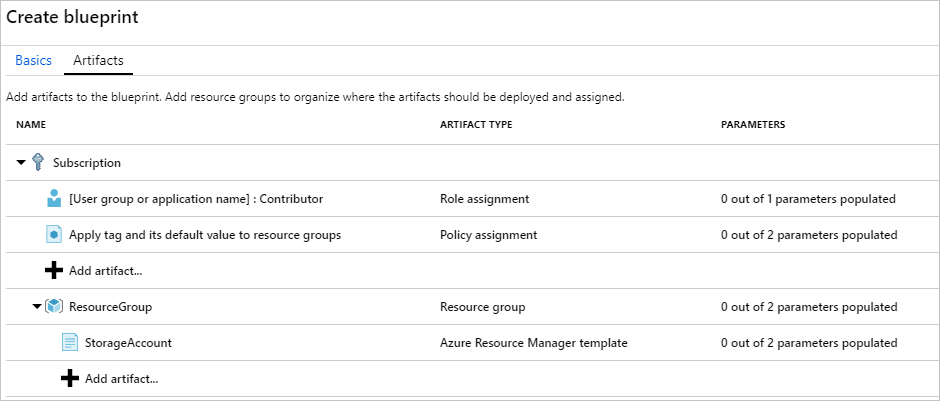 Create blueprint
Basics Artifacts
Add artifacts to the blueprint. Add resource groups to organize where the artifacts should be deployed and assigned.
NAME ARTIFACT TYPE PARAMETERS
Subscription
[User group or application name] : Contributor Role assignment 0 out of 1 parameters populated
Apply tag and its default value to resource groups Policy assignment 0 out of 2 parameters populated
Add artifact...
ResourceGroup Resource group 0 out of 2 parameters populated
StorageAccount Azure Resource Manager template 0 out of 2 parameters populated
Add artifact...